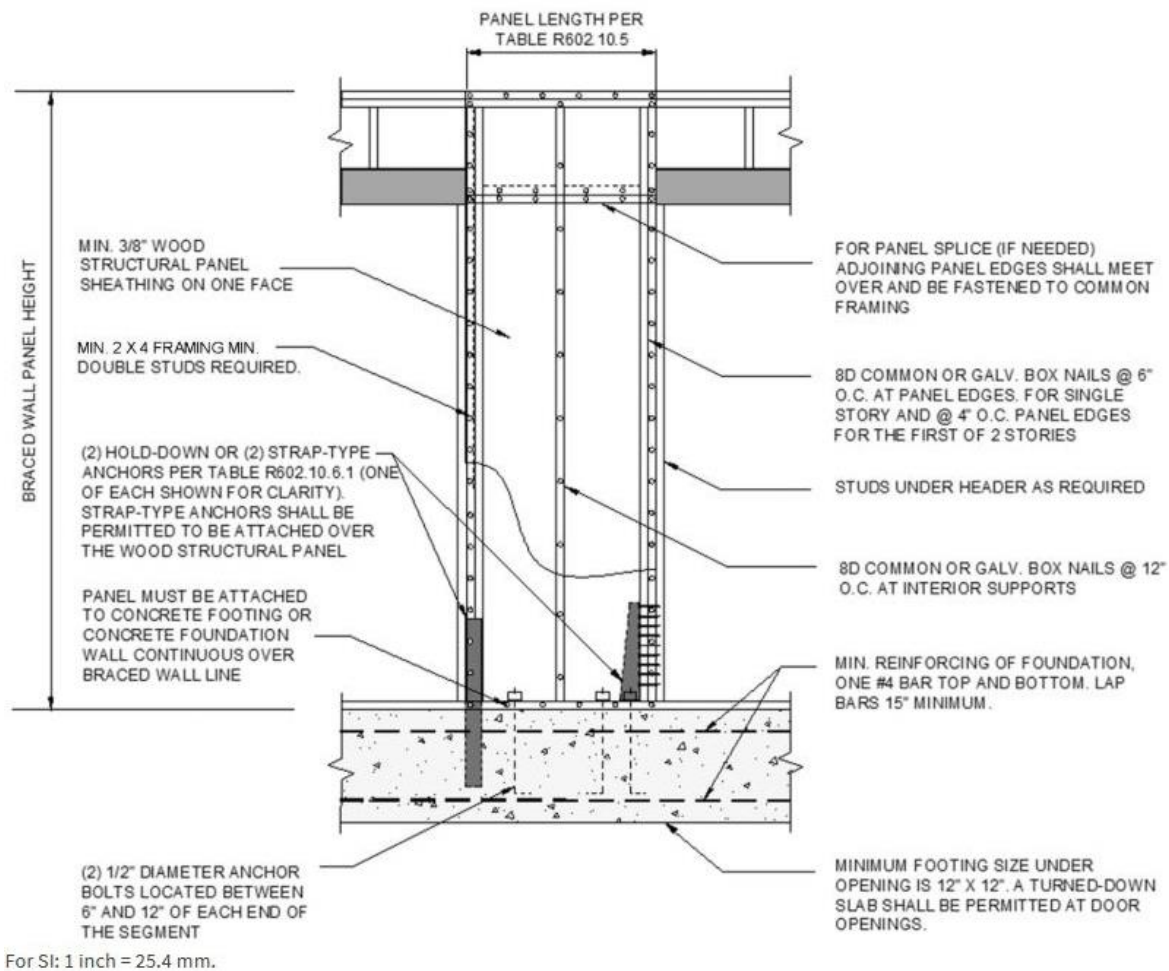 PANEL LENGTH PER
TABLE R602.10.5
BRACED WALL PANEL HEIGHT
MIN. 3/8" WOOD
STRUCTURAL PANEL
SHEATHING ON ONE FACE
MIN. 2 X 4 FRAMING MIN.
DOUBLE STUDS REQUIRED.
(2) HOLD-DOWN OR (2) STRAP-TYPE
ANCHORS PER TABLE R602.10.6.1 (ONE
OF EACH SHOWN FOR CLARITY).
STRAP-TYPE ANCHORS SHALL BE
PERMITTED TO BE ATTACHED OVER
THE WOOD STRUCTURAL PANEL
PANEL MUST BE ATTACHED
TO CONCRETE FOOTING OR
CONCRETE FOUNDATION
WALL CONTINUOUS OVER
BRACED WALL LINE
(2) 1/2" DIAMETER ANCHOR
BOLTS LOCATED BETWEEN
6" AND 12" OF EACH END OF
THE SEGMENT
FOR PANEL SPLICE (IF NEEDED)
ADJOINING PANEL EDGES SHALL MEET
OVER AND BE FASTENED TO COMMON
FRAMING
8D COMMON OR GALV. BOX NAILS @ 6"
O.C. AT PANEL EDGES. FOR SINGLE
STORY AND @ 4" O.C. PANEL EDGES
FOR THE FIRST OF 2 STORIES
STUDS UNDER HEADER AS REQUIRED
8D COMMON OR GALV. BOX NAILS @ 12"
O.C. AT INTERIOR SUPPORTS
MIN. REINFORCING OF FOUNDATION,
ONE #4 BAR TOP AND BOTTOM. LAP
BARS 15" MINIMUM.
MINIMUM FOOTING SIZE UNDER
OPENING IS 12" X 12". A TURNED-DOWN
SLAB SHALL BE PERMITTED AT DOOR
OPENINGS.
For SI: 1 inch = 25.4 mm.